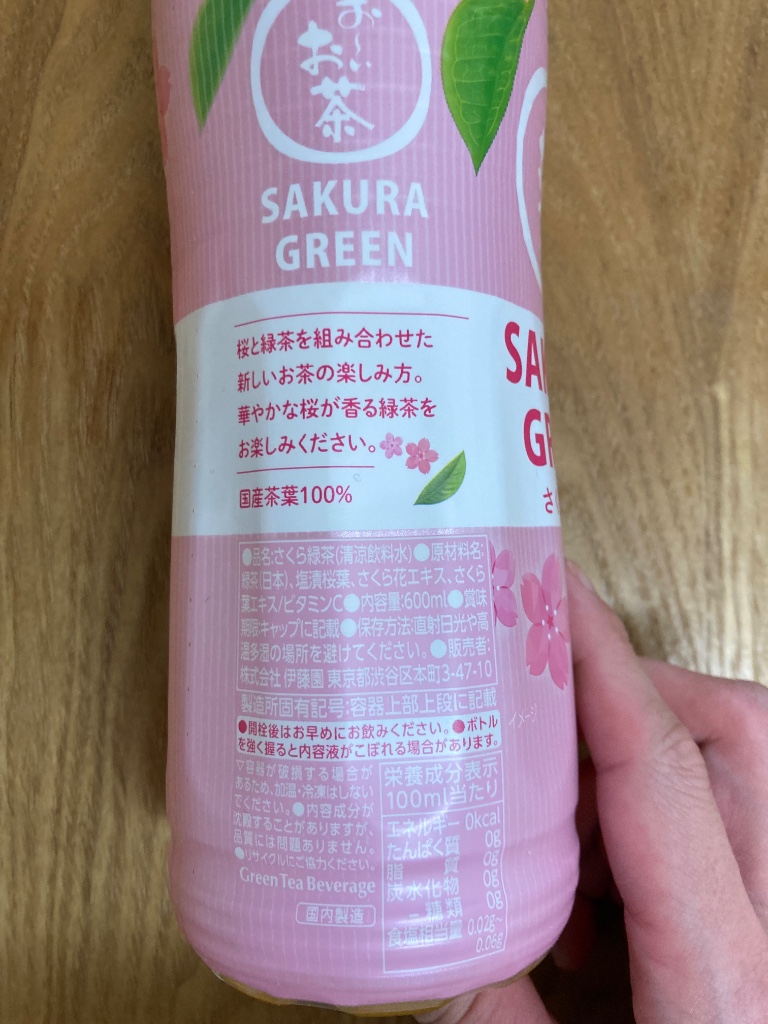 お～い
お茶
SAKURA
GREEN
桜と緑茶を組み合わせた
新しいお茶の楽しみ方。
華やかな桜が香る緑茶を
お楽しみください。
国産茶葉100%
SA
G
さ
●品名:さくら緑茶(清涼飲料水)●原材料名:
緑茶(日本)、塩漬桜葉、さくら花エキス、さくら
葉エキス/ビタミンC●内容量:600ml●賞味
期限:キャップに記載●保存方法:直射日光や高
温多湿の場所を避けてください。●販売者:
株式会社 伊藤園 東京都渋谷区本町3-47-10
製造所固有記号:容器上部上段に記載
●開栓後はお早めにお飲みください。●ボトル
を強く握ると内容液がこぼれる場合があります。
イメージ
▽容器が破損する場合が
あるため、加温・冷凍はしない
でください。●内容成分が
沈殿することがありますが、
品質には問題ありません。
●リサイクルにご協力ください。
Green Tea Beverage
国内製造
栄養成分表示
100ml当たり
エネルギー 0kcal
たんぱく質 0g
脂質 0g
炭水化物 0g
－糖類 0g
食塩相当量 0.02g~
0.06g